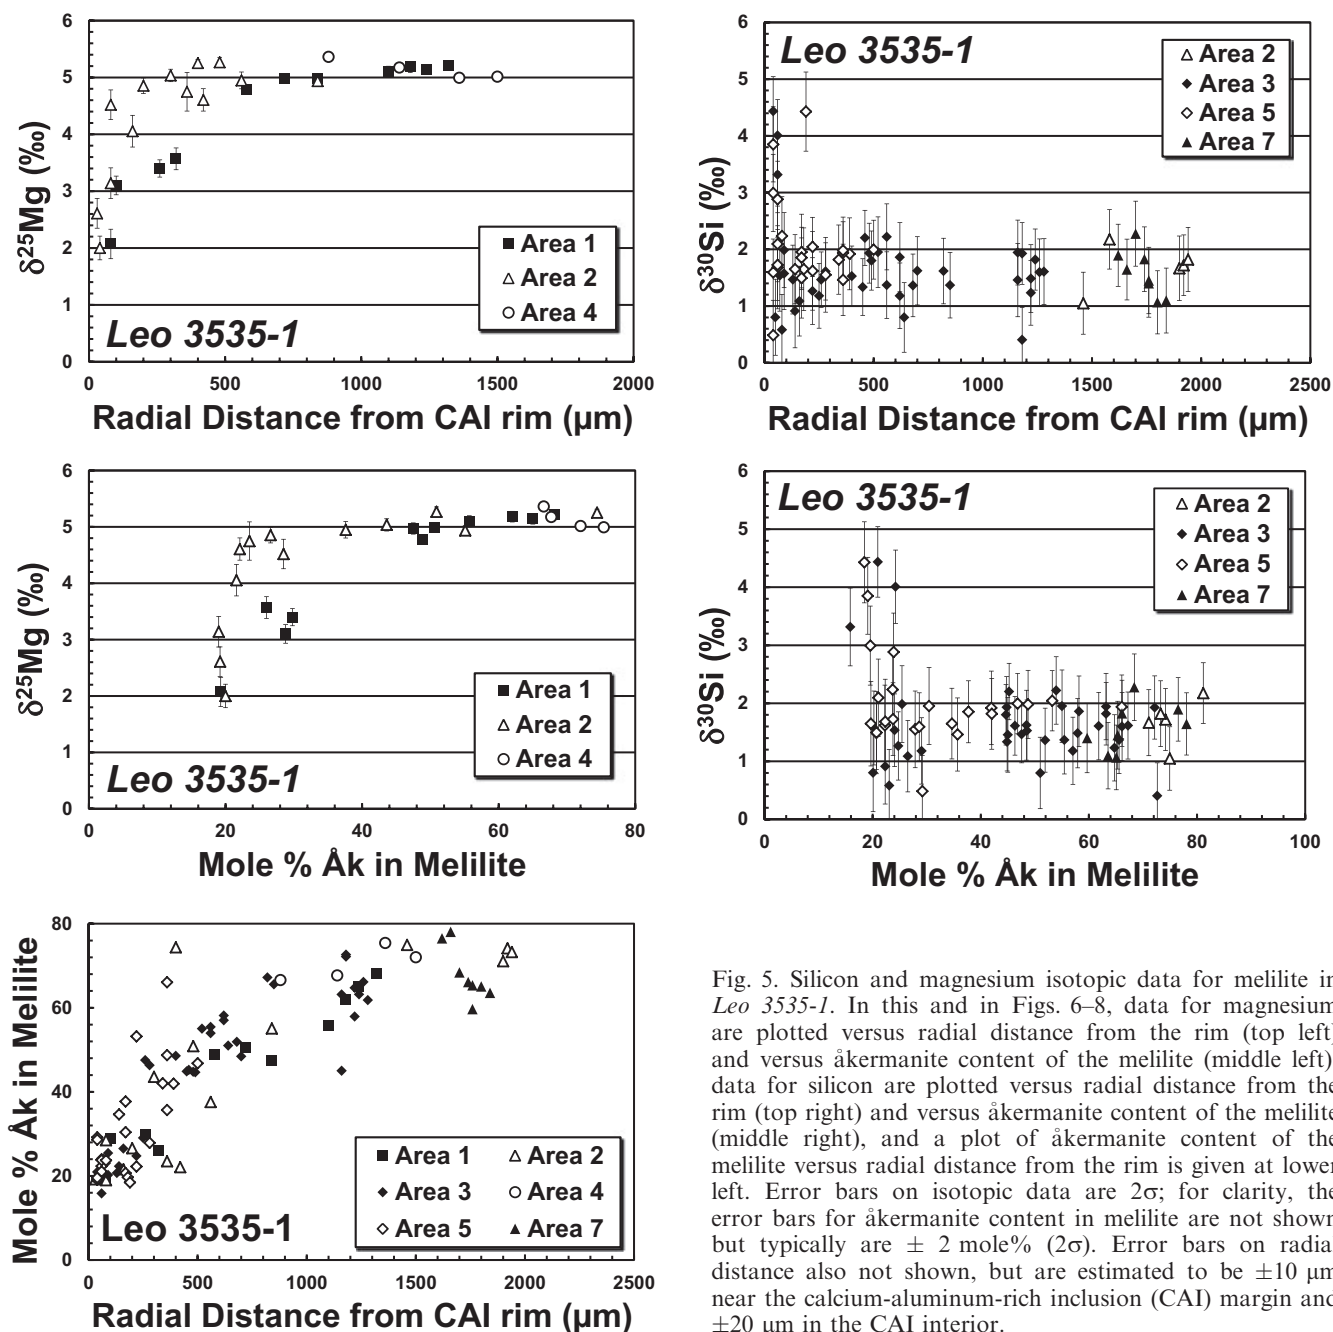 6
5
4
3
2
1
0
δ25Mg (‰)
Area 1
Area 2
Area 4
Leo 3535-1
0 500 1000 1500 2000
Radial Distance from CAI rim (µm)
6
5
4
3
2
1
0
δ30Si (‰)
Leo 3535-1
Area 2
Area 3
Area 5
Area 7
0 500 1000 1500 2000 2500
Radial Distance from CAI rim (µm)
6
5
4
3
2
1
0
δ25Mg (‰)
Area 1
Area 2
Area 4
Leo 3535-1
0 20 40 60 80
Mole % Åk in Melilite
6
5
4
3
2
1
0
δ30Si (‰)
Leo 3535-1
Area 2
Area 3
Area 5
Area 7
0 20 40 60 80 100
Mole % Åk in Melilite
80
60
40
20
0
Mole % Åk in Melilite
Area 1 Area 2
Area 3 Area 4
Area 5 Area 7
Leo 3535-1
0 500 1000 1500 2000 2500
Radial Distance from CAI rim (µm)
Fig. 5. Silicon and magnesium isotopic data for melilite in
Leo 3535-1. In this and in Figs. 6–8, data for magnesium
are plotted versus radial distance from the rim (top left)
and versus åkermanite content of the melilite (middle left)
data for silicon are plotted versus radial distance from the
rim (top right) and versus åkermanite content of the melilite
(middle right), and a plot of åkermanite content of the
melilite versus radial distance from the rim is given at lower
left. Error bars on isotopic data are 2σ; for clarity, the
error bars for åkermanite content in melilite are not shown
but typically are ± 2 mole% (2σ). Error bars on radia
distance also not shown, but are estimated to be ±10 µm
near the calcium-aluminum-rich inclusion (CAI) margin and
±20 µm in the CAI interior.